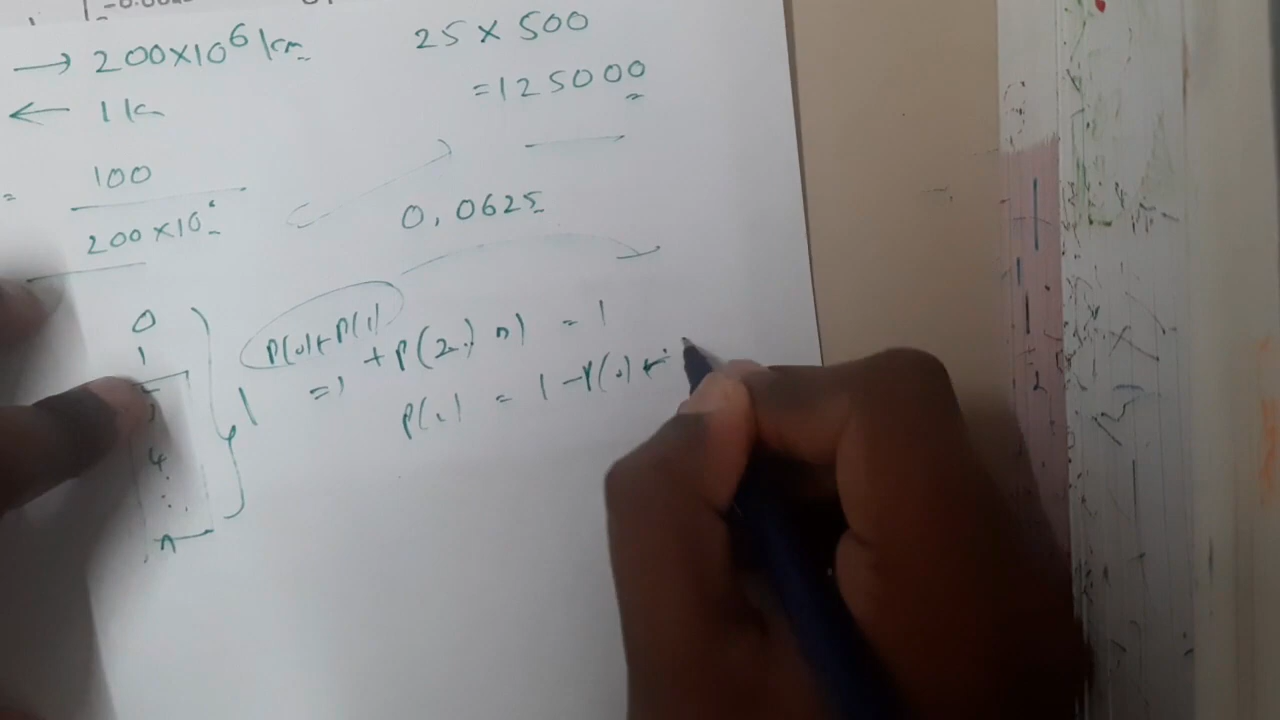 → 200×10⁶ km
← 1 km
25 × 500
= 125000
= 100
200×10⁶
0,0625
0
1
4
:
n
1
P(0)+P(1)
+ P(2,) n) = 1
=)
P(.) = 1 - P(.)